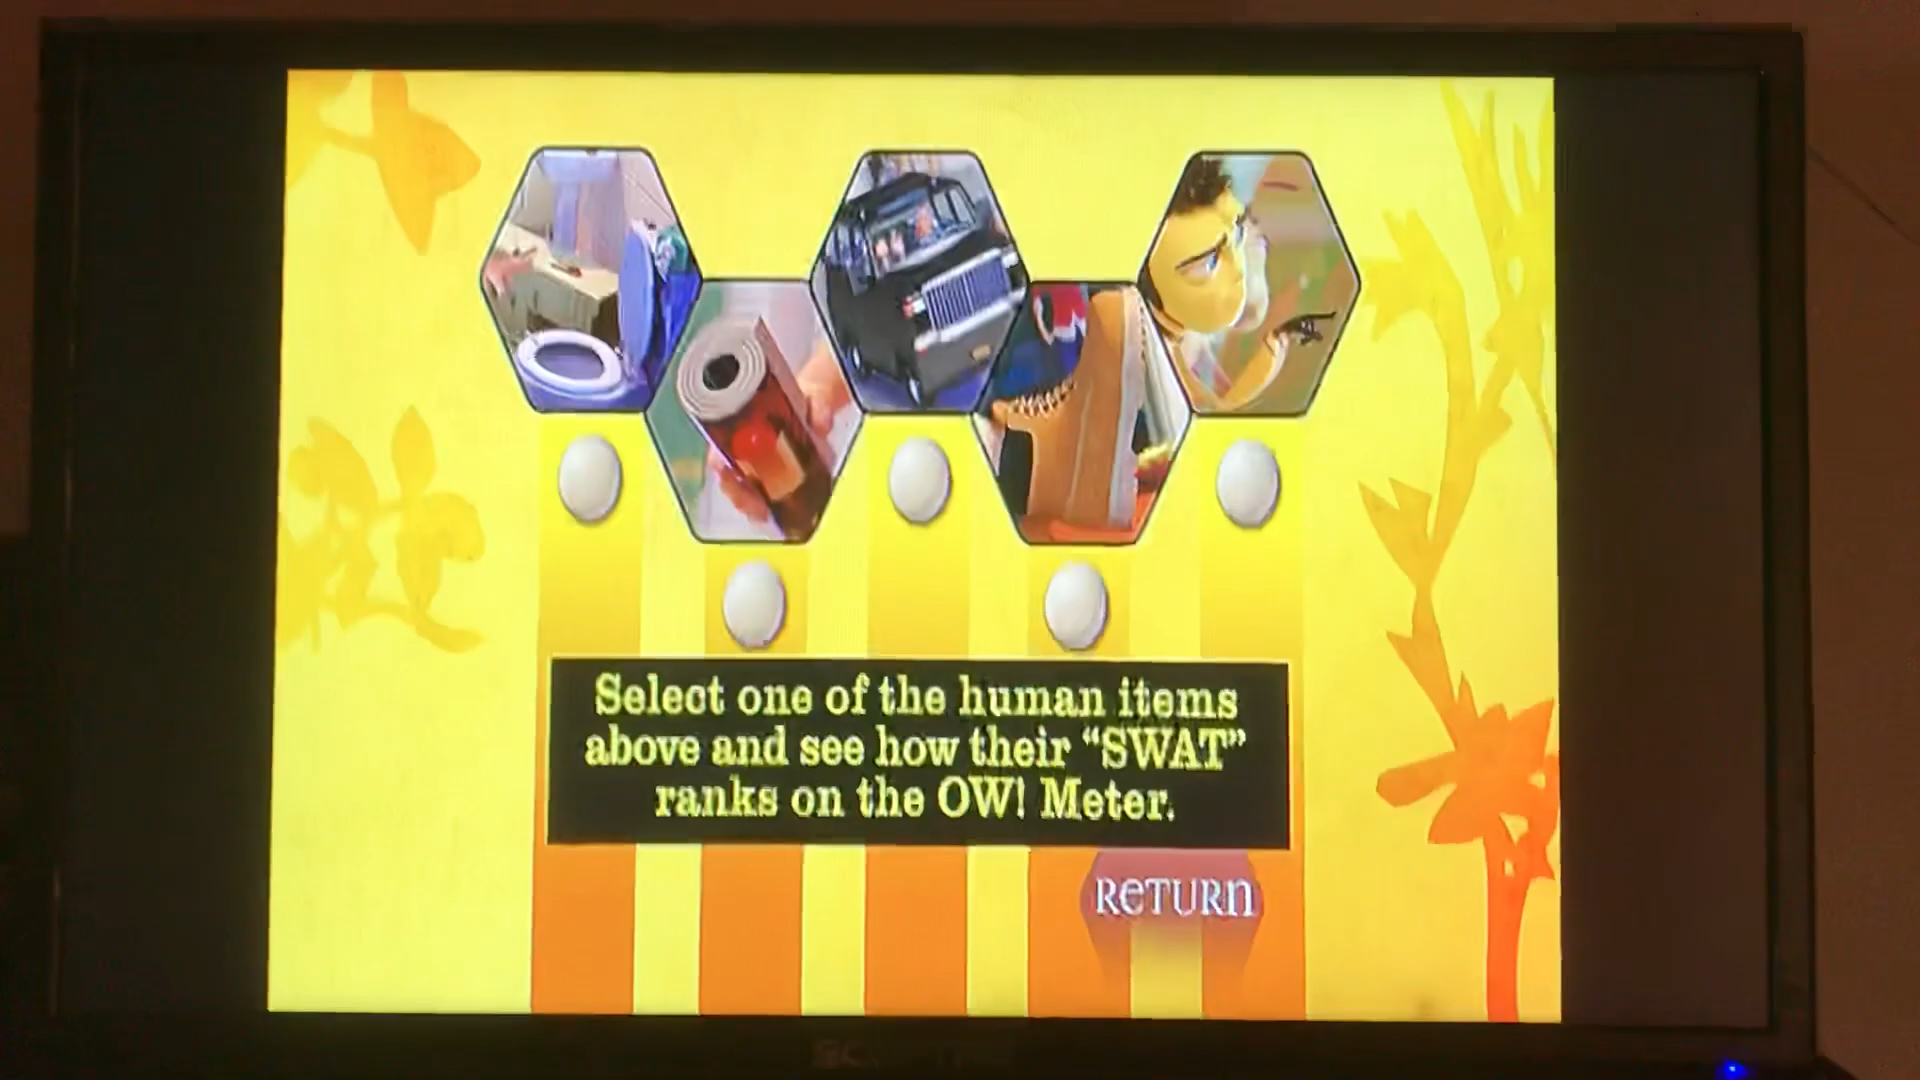 Select one of the human items
above and see how their “SWAT”
ranks on the OW! Meter.
RETURN